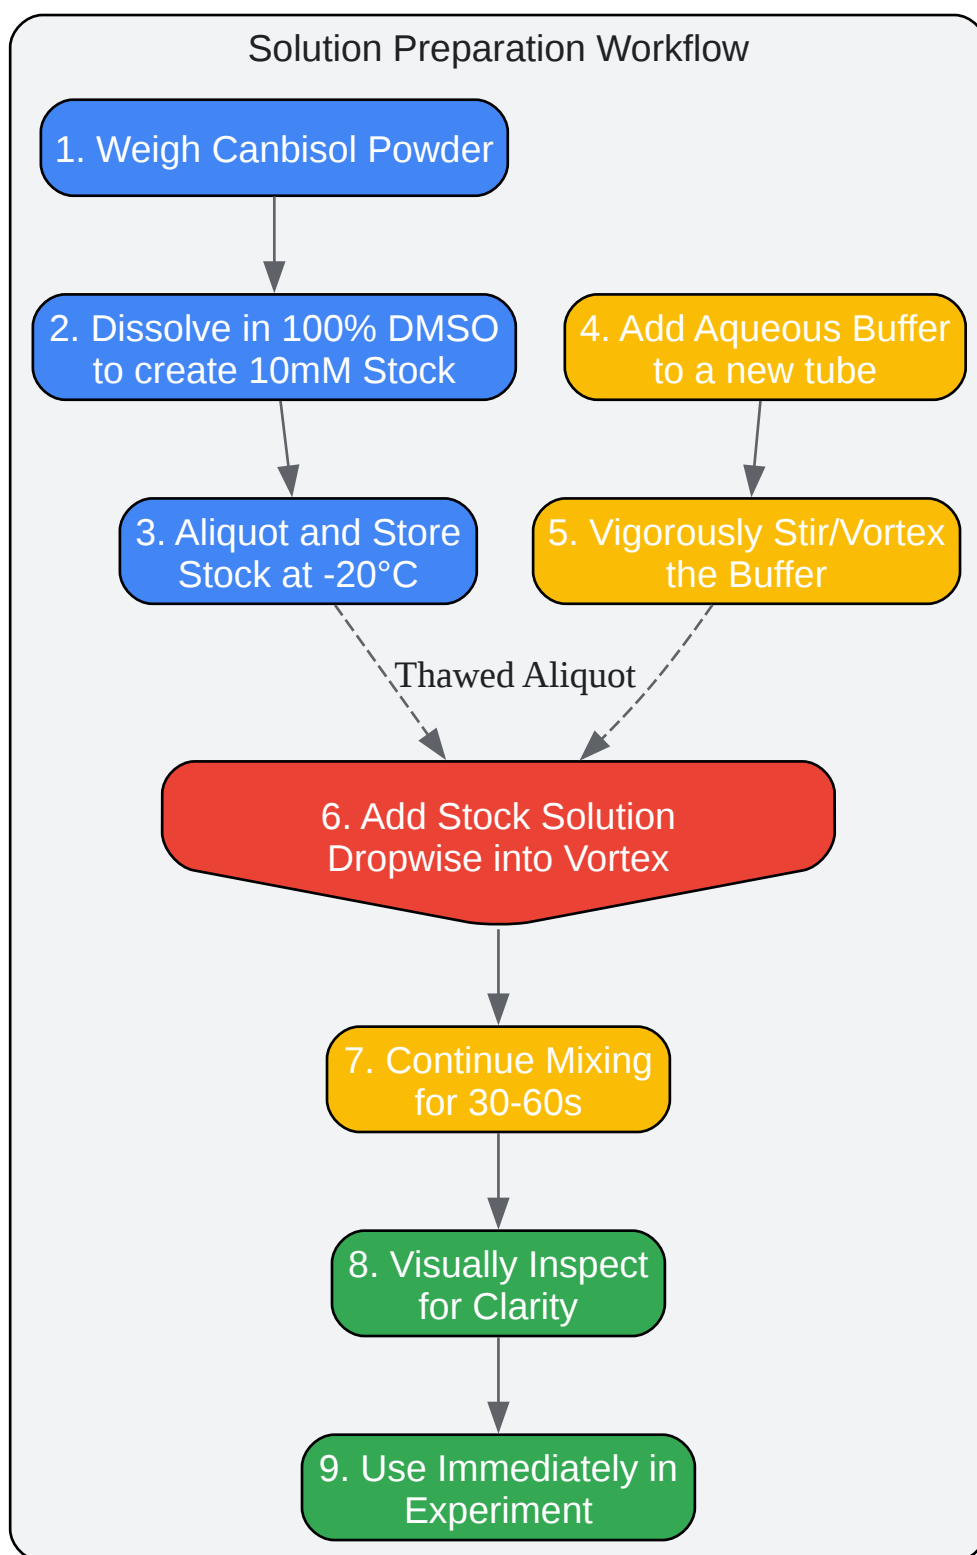 Solution Preparation Workflow
1. Weigh Canbisol Powder
2. Dissolve in 100% DMSO
to create 10mM Stock
4. Add Aqueous Buffer
to a new tube
3. Aliquot and Store
Stock at -20°C
5. Vigorously Stir/Vortex
the Buffer
Thawed Aliquot
6. Add Stock Solution
Dropwise into Vortex
7. Continue Mixing
for 30-60s
8. Visually Inspect
for Clarity
9. Use Immediately in
Experiment